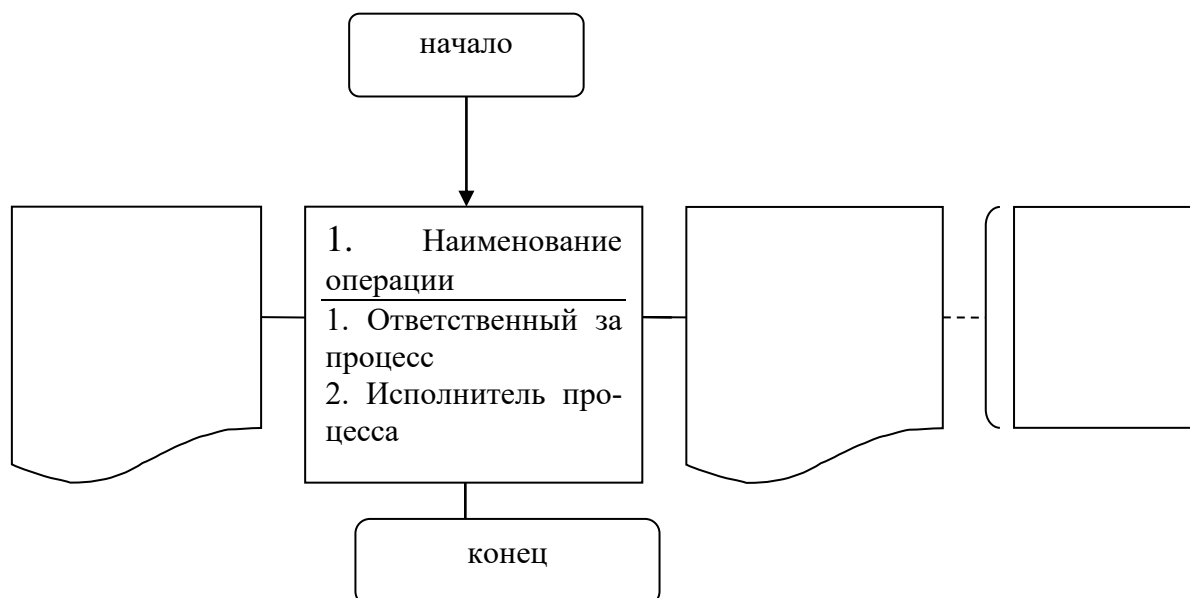 начало
1. Наименование
операции
1. Ответственный за
процесс
2. Исполнитель про-
цесса
конец